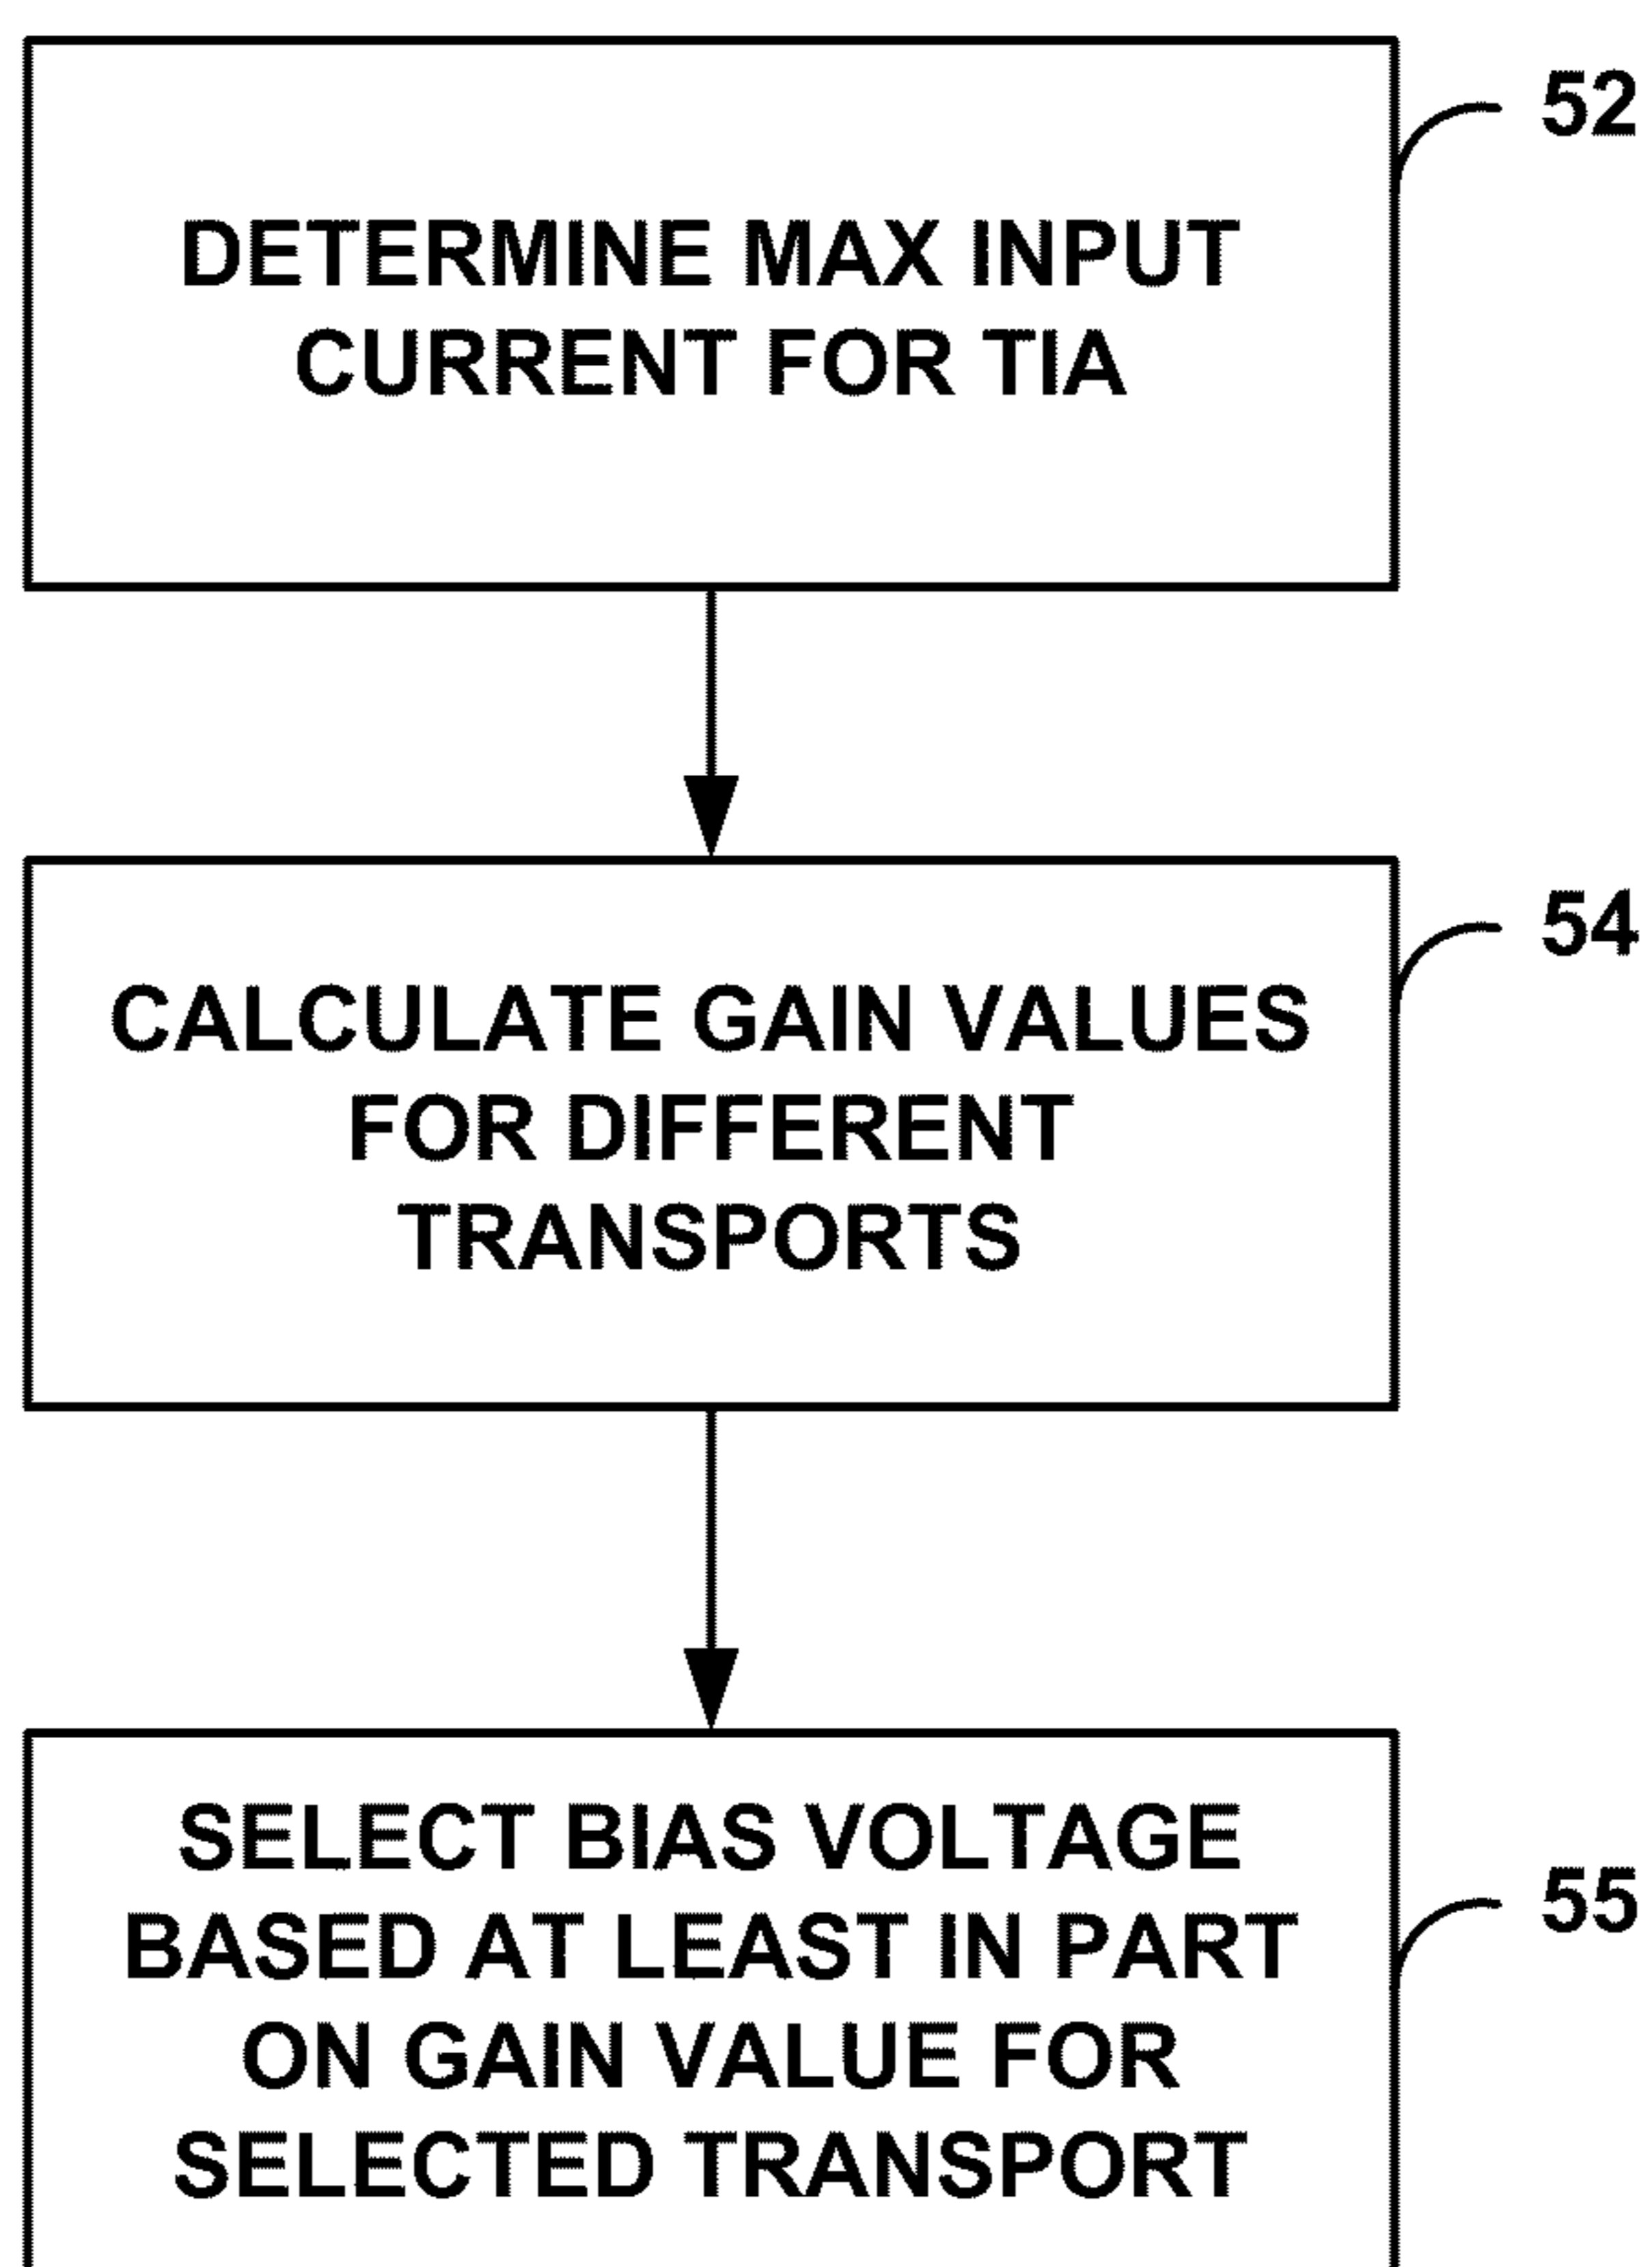 52
DETERMINE MAX INPUT
CURRENT FOR TIA
54
CALCULATE GAIN VALUES
FOR DIFFERENT
TRANSPORTS
55
SELECT BIAS VOLTAGE
BASED AT LEAST IN PART
ON GAIN VALUE FOR
SELECTED TRANSPORT